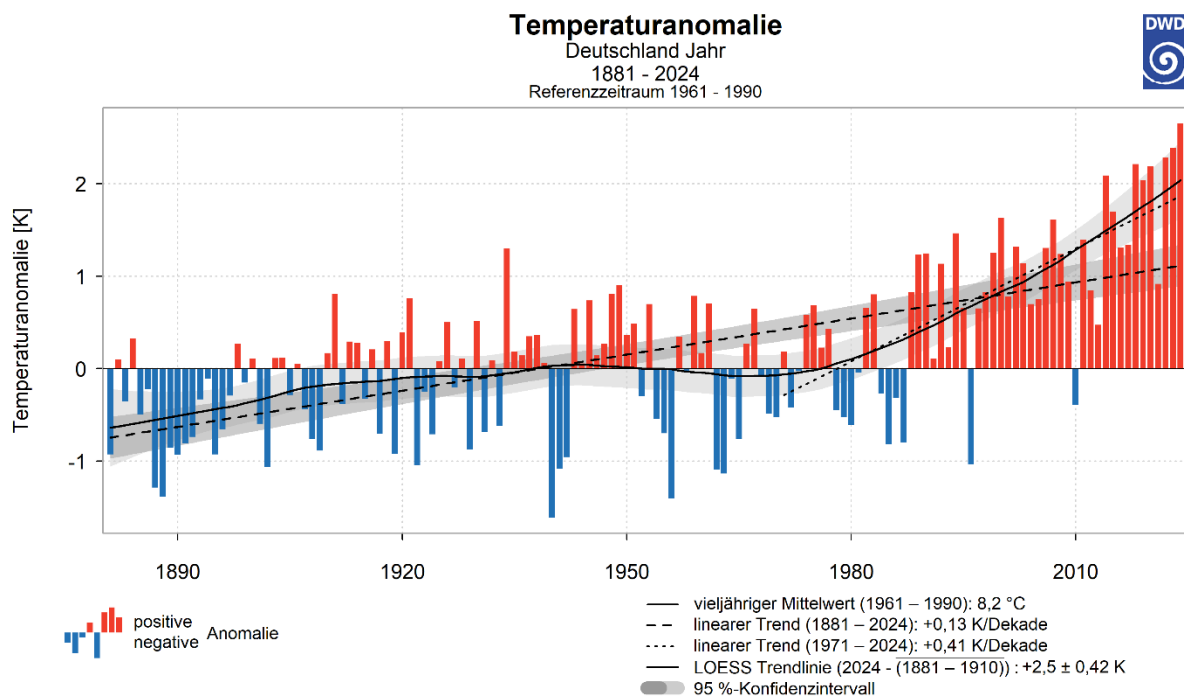 Temperaturanomalie
Deutschland Jahr
1881 - 2024
Referenzzeitraum 1961 - 1990
DWD
Temperaturanomalie [K]
2
1
0
-1
1890
1920
1950
1980
2010
positive
negative
Anomalie
vieljähriger Mittelwert (1961 – 1990): 8,2 °C
linearer Trend (1881 – 2024): +0,13 K/Dekade
linearer Trend (1971 – 2024): +0,41 K/Dekade
LOESS Trendlinie (2024 - (1881 – 1910)) : +2,5 ± 0,42 K
95 %-Konfidenzintervall